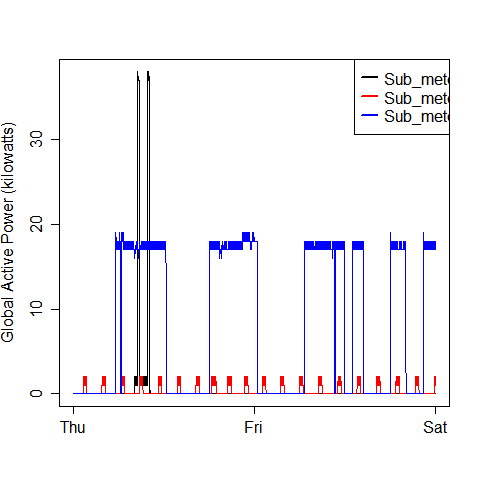 Sub_mete
Sub_mete
Sub_mete
Global Active Power (kilowatts)
30
20
10
0
Thu Fri Sat